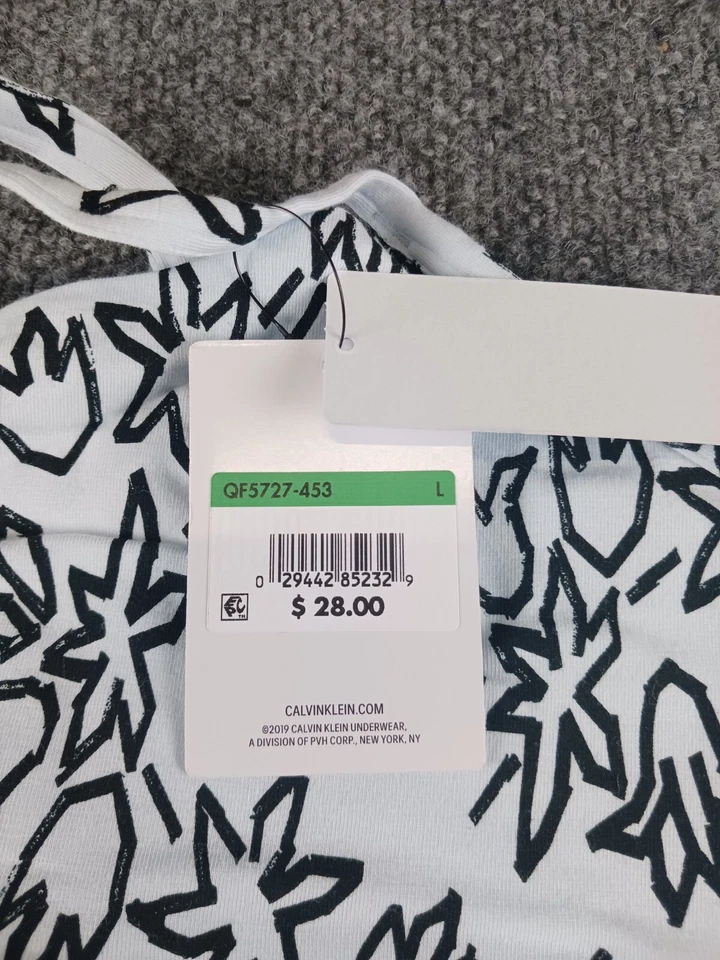 QF5727-453 L
0 29442 85232 9
$ 28.00
CALVINKLEIN.COM
©2019 CALVIN KLEIN UNDERWEAR,
A DIVISION OF PVH CORP., NEW YORK, NY